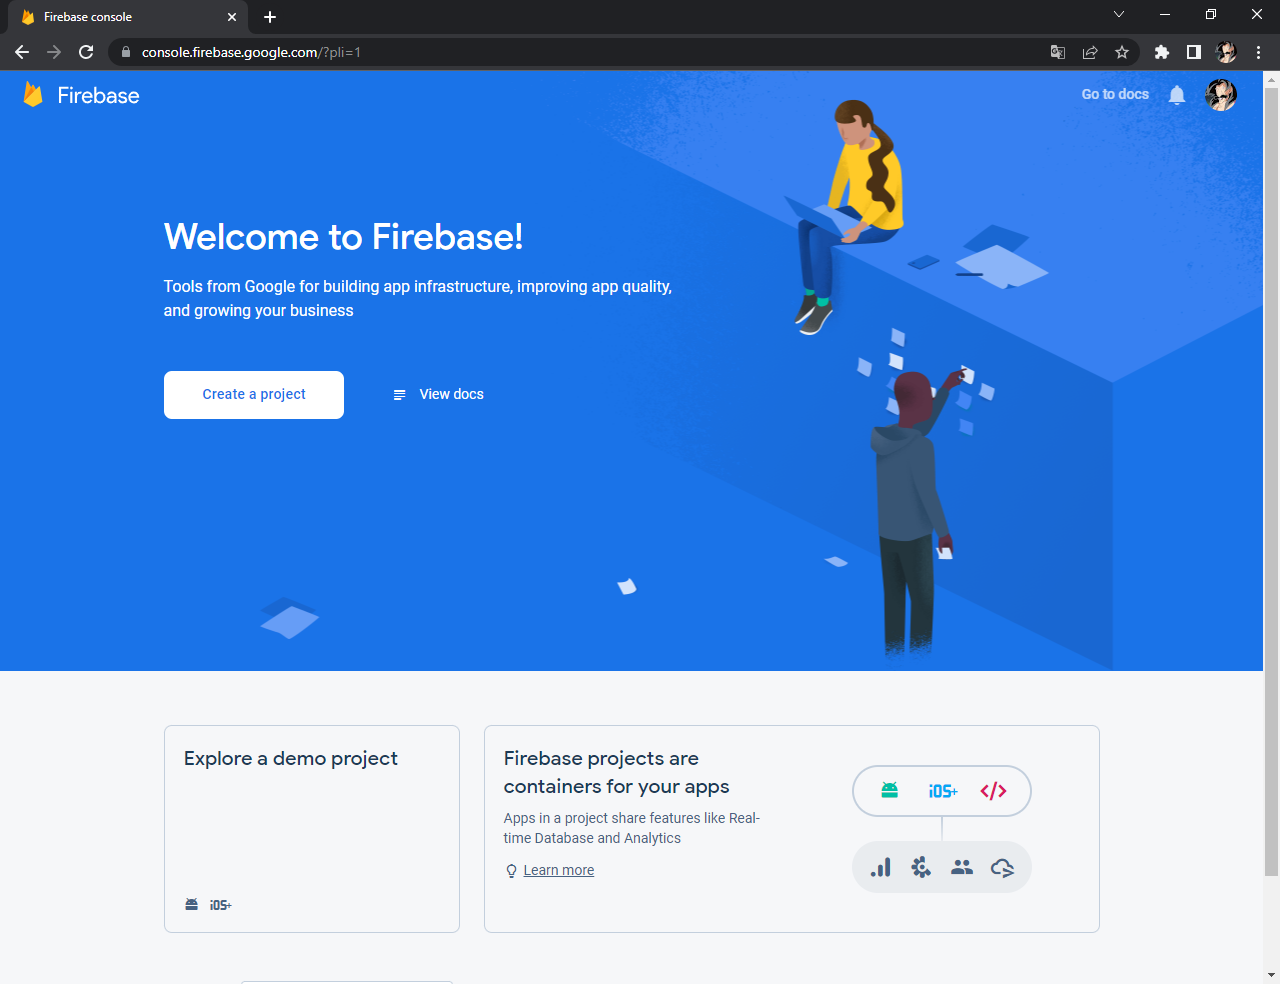 Firebase console
console.firebase.google.com/?pli=1
Firebase
Go to docs
Welcome to Firebase!
Tools from Google for building app infrastructure, improving app quality,
and growing your business
Create a project
View docs
Explore a demo project
iOS+
Firebase projects are
containers for your apps
Apps in a project share features like Real-
time Database and Analytics
Learn more
iOS+